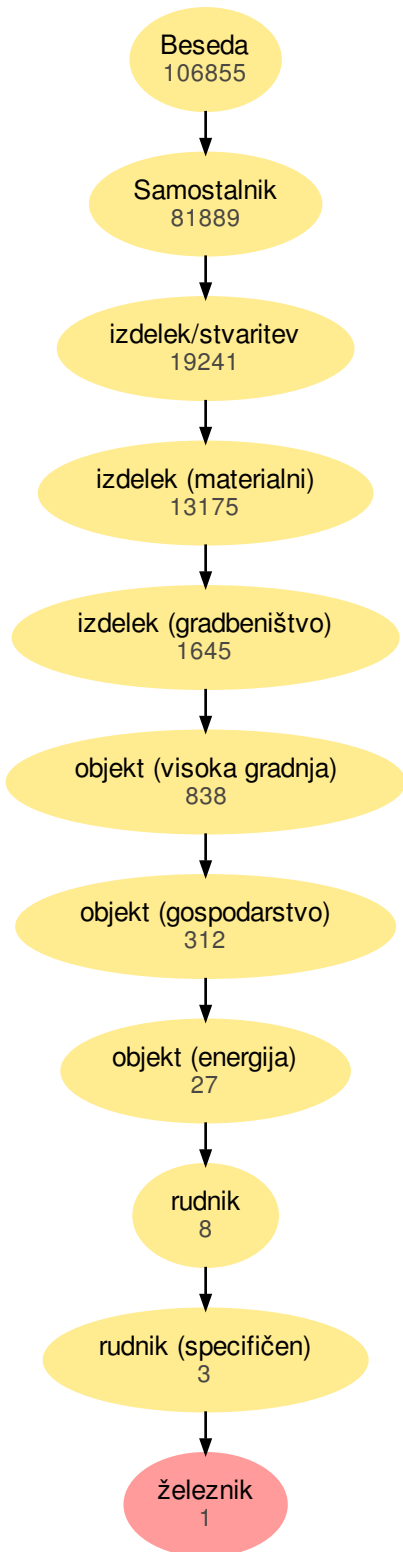 Beseda
106855
Samostalnik
81889
izdelek/stvaritev
19241
izdelek (materialni)
13175
izdelek (gradbeništvo)
1645
objekt (visoka gradnja)
838
objekt (gospodarstvo)
312
objekt (energija)
27
rudnik
8
rudnik (specifičen)
3
železnik
1